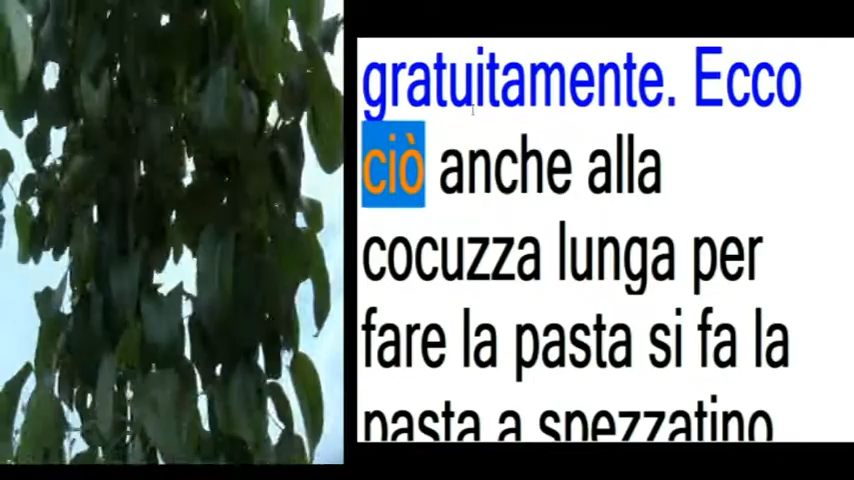 gratuitamente. Ecco
ciò anche alla
cocuzza lunga per
fare la pasta si fa la
pasta a spezzatino